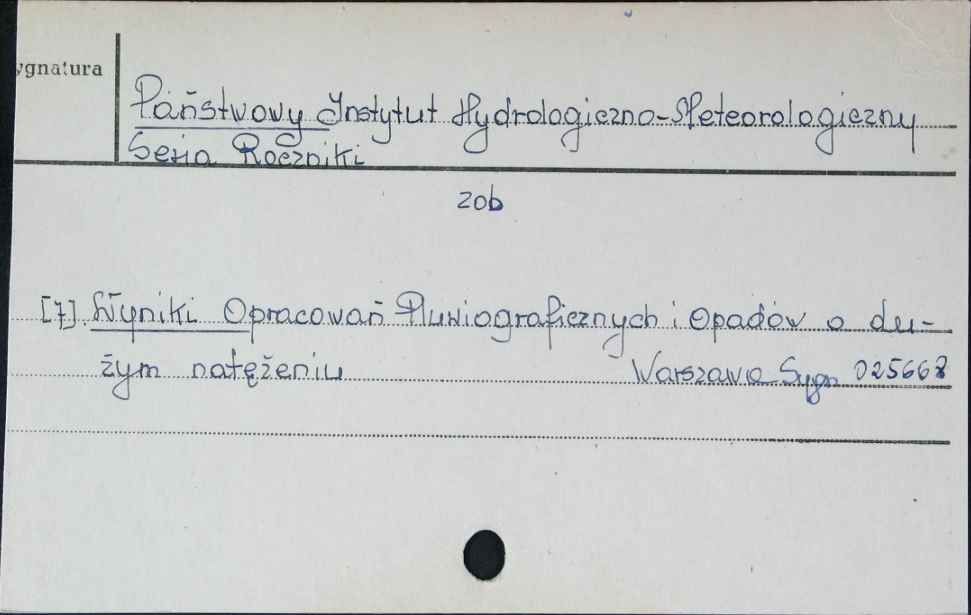 ygnatura
Państwowy Instytut Hydrologiczno-Meteorologiczny
Seria Roczniki
zob
[7]. Wyniki Opracowań Pluwiograficznych i Opadów o du-
żym natężeniu Warszawa Sygn 025668